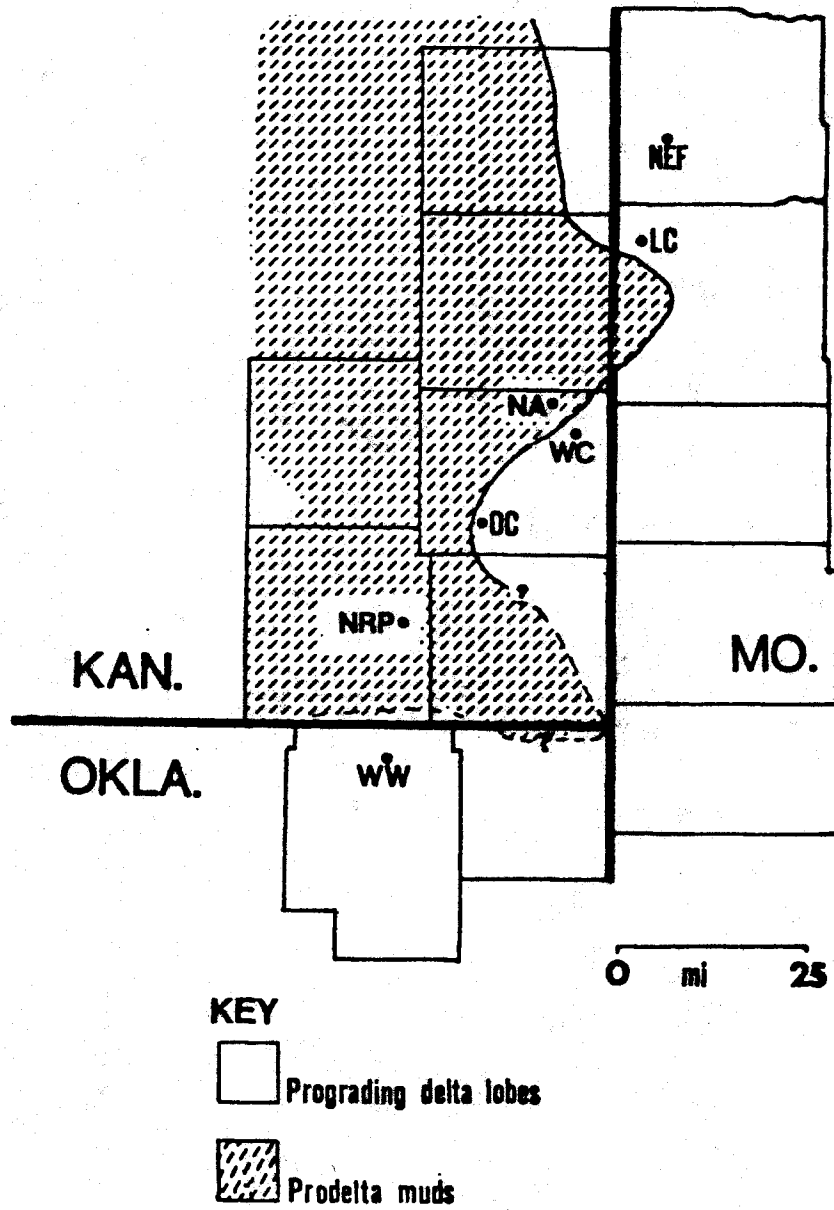 NEF
LC
NA
WC
DC
?
NRP
KAN.
MO.
OKLA.
WW
0 mi 25
KEY
Prograding delta lobes
Prodelta muds